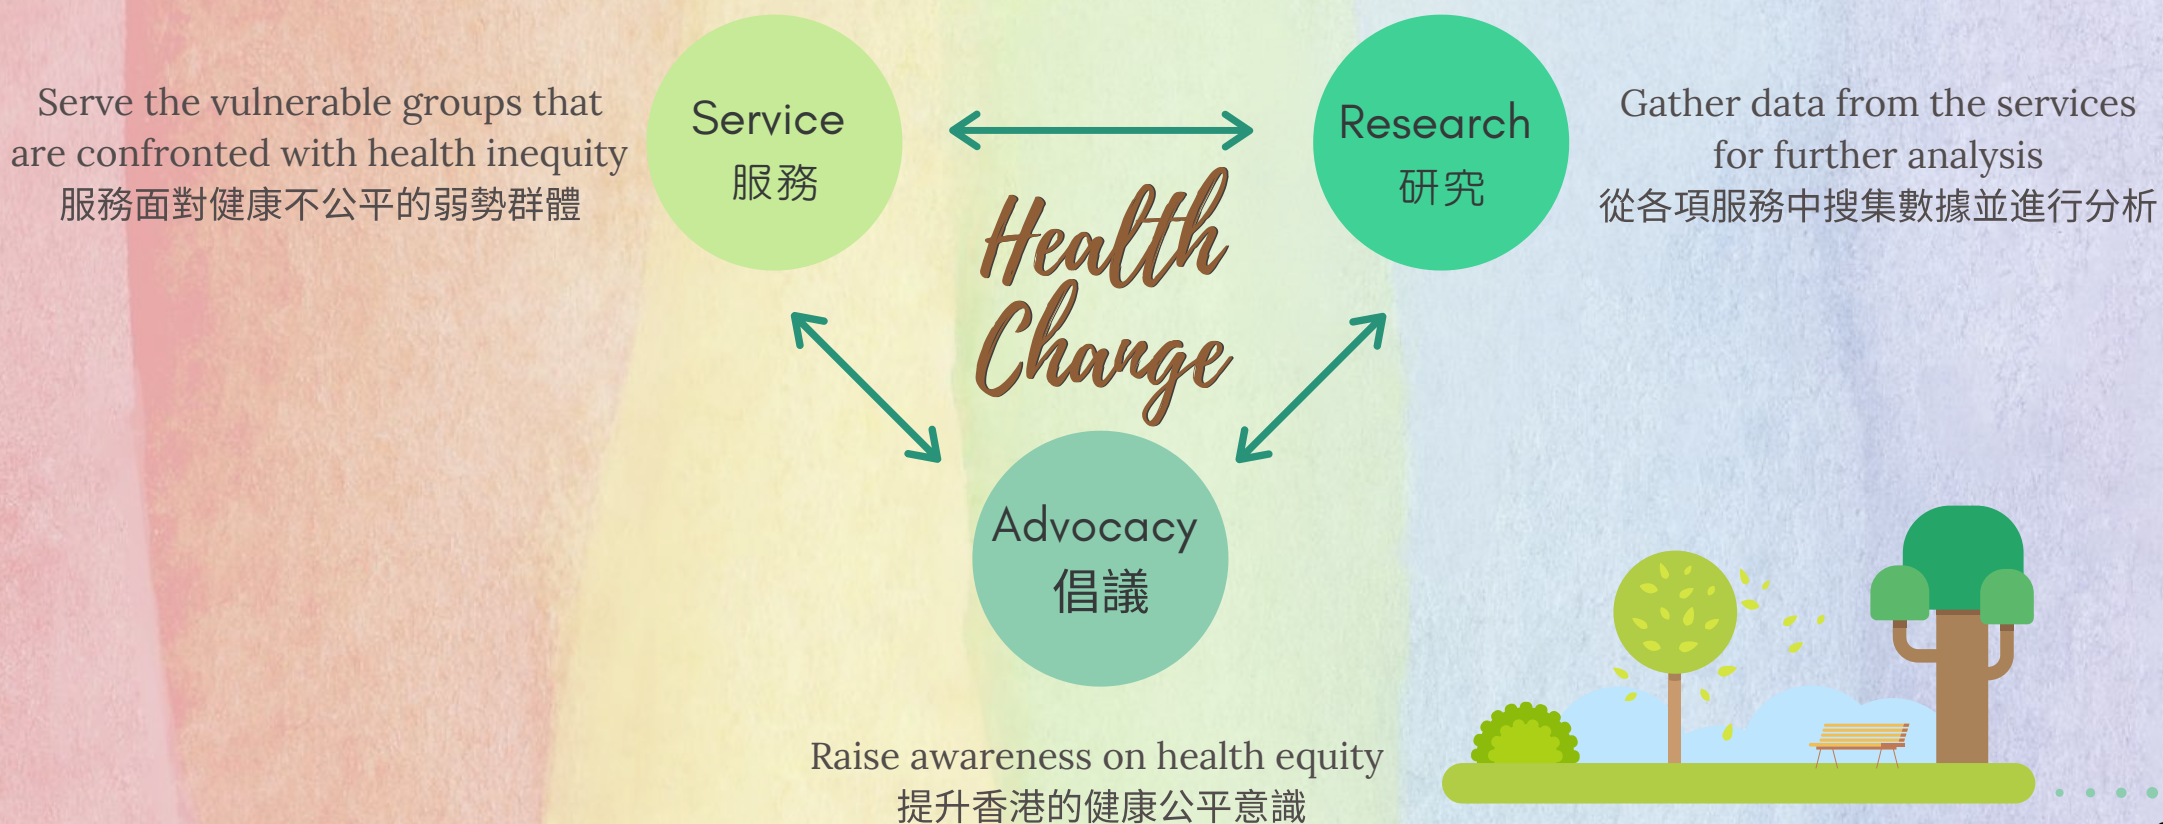 Serve the vulnerable groups that
are confronted with health inequity
服務面對健康不公平的弱勢群體
Service
服務
Research
研究
Gather data from the services
for further analysis
從各項服務中搜集數據並進行分析
Health
Change
Advocacy
倡議
Raise awareness on health equity
提升香港的健康公平意識